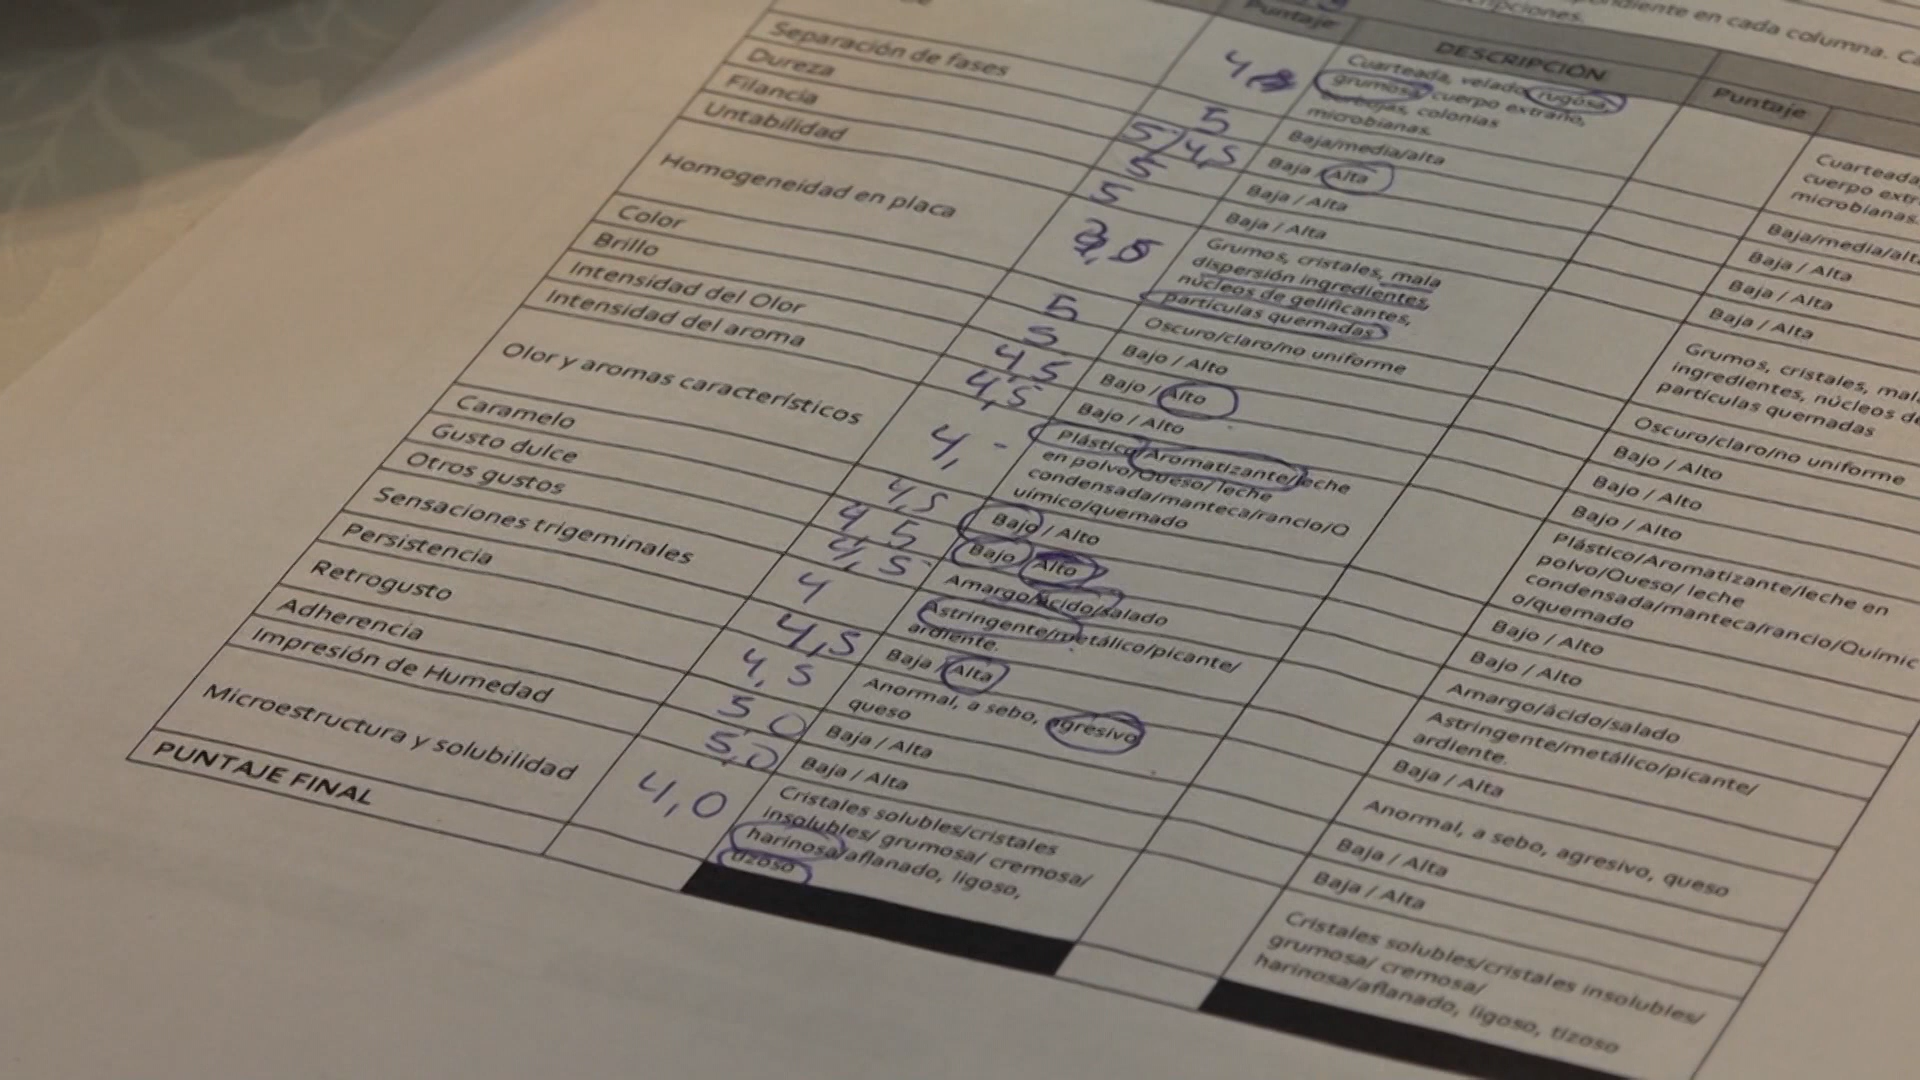 pondiente en cada columna. Ca
cripciones.
Puntaje DESCRIPCIÓN Puntaje
Cuarteada, velado, rugosa,
grumosa, cuerpo extraño,
burbujas, colonias
microbianas.
Cuarteada
cuerpo extr
microbianas.
Separación de fases 5 Baja/media/alta Baja/media/alta
Dureza 5/4,5 Baja / Alta Baja / Alta
Filancia 5 Baja / Alta Baja / Alta
Untabilidad 5 Baja / Alta Baja / Alta
Homogeneidad en placa
Grumos, cristales, mala
dispersión ingredientes,
núcleos de gelificantes,
partículas quemadas
Grumos, cristales, mal
ingredientes, núcleos d
partículas quemadas
Color 5 Oscuro/claro/no uniforme Oscuro/claro/no uniforme
Brillo 5 Bajo / Alto Bajo / Alto
Intensidad del Olor 4,5 Bajo / Alto Bajo / Alto
Intensidad del aroma 4,5 Bajo / Alto Bajo / Alto
Olor y aromas característicos 4, -
Plástico/Aromatizante/leche
en polvo/Queso/ leche
condensada/manteca/rancio/Q
uímico/quemado
Plástico/Aromatizante/leche en
polvo/Queso/ leche
condensada/manteca/rancio/Químic
o/quemado
Caramelo 4,5 Bajo / Alto Bajo / Alto
Gusto dulce 4 5 Bajo / Alto Bajo / Alto
Otros gustos 4,5 Amargo/ácido/salado Amargo/ácido/salado
Sensaciones trigeminales 4
Astringente/metálico/picante/
ardiente.
Astringente/metálico/picante/
ardiente.
Persistencia 4,5 Baja / Alta Baja / Alta
Retrogusto 4,5
Anormal, a sebo, agresivo
queso
Anormal, a sebo, agresivo, queso
Adherencia 5,0 Baja / Alta Baja / Alta
Impresión de Humedad 5,0 Baja / Alta Baja / Alta
Microestructura y solubilidad 4,0
Cristales solubles/cristales
insolubles/ grumosa/ cremosa/
harinosa/aflanado, ligoso,
tizoso
Cristales solubles/cristales insolubles/
grumosa/ cremosa/
harinosa/aflanado, ligoso, tizoso
PUNTAJE FINAL